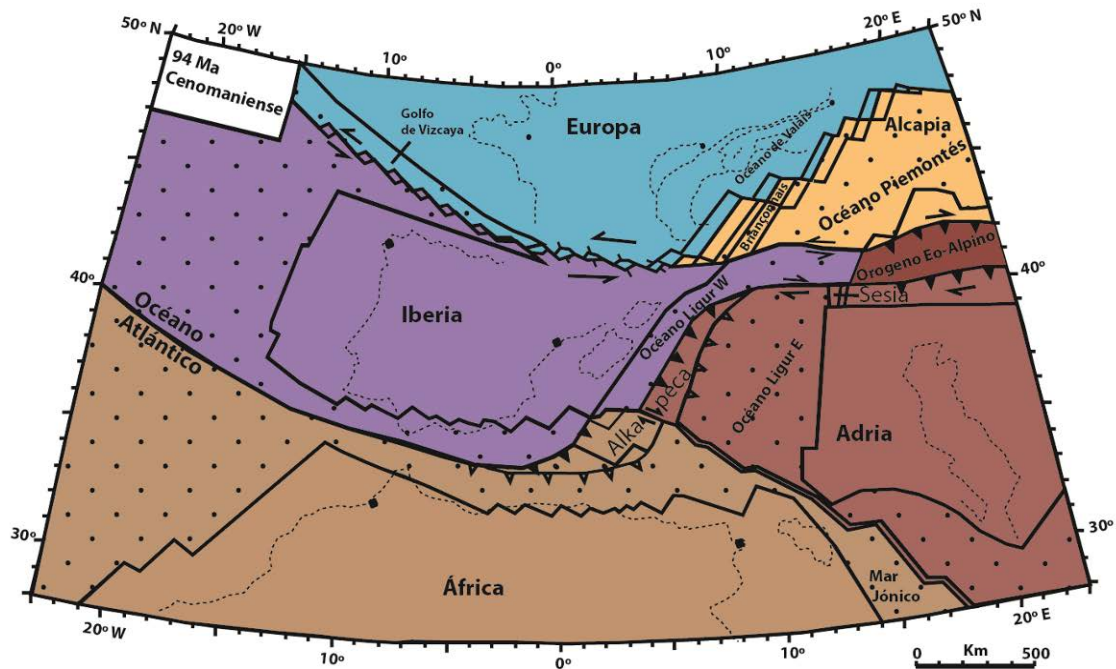 50º N
20º W
10º
0º
10º
20º E
50º N
94 Ma
Cenomaniense
Golfo
de Vizcaya
Europa
Océano de Valais
Alcapia
Océano Piemontés
Briançonnais
Orogeno Eo-Alpino
40º
40º
Sesia
Océano
Atlántico
Iberia
Océano Ligur W
Océano Ligur E
Alka
peca
Adria
30º
30º
África
Mar
Jónico
20º W
10º
0º
10º
20º E
0 Km 500